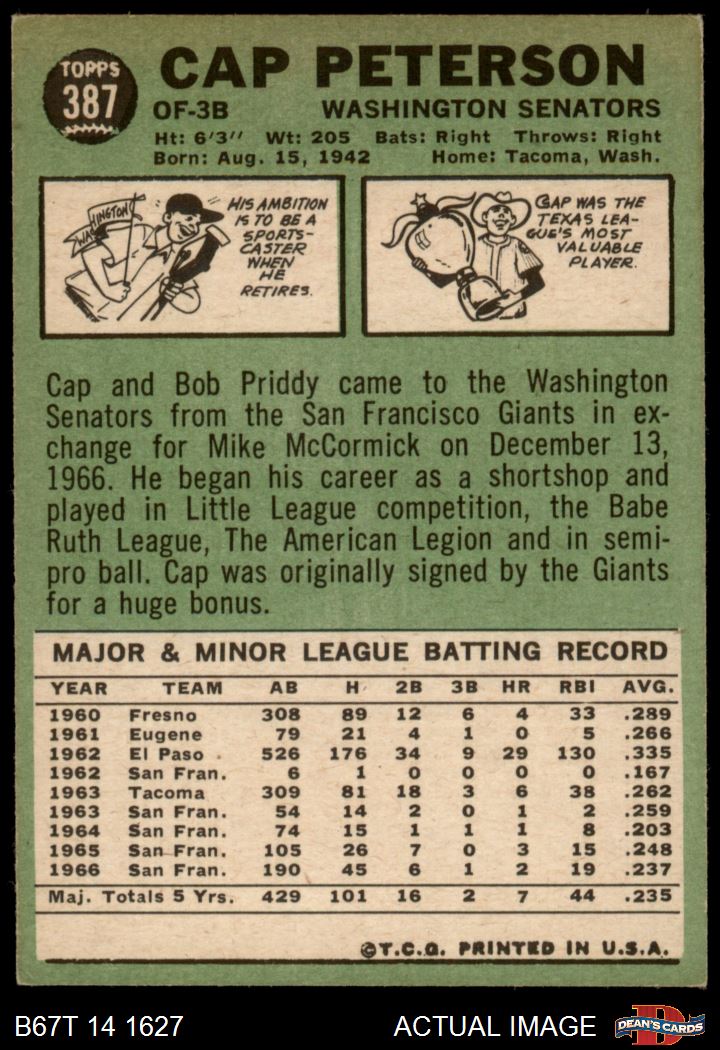 TOPPS
387
CAP PETERSON
OF-3B WASHINGTON SENATORS
Ht: 6'3" Wt: 205 Bats: Right Throws: Right
Born: Aug. 15, 1942 Home: Tacoma, Wash.
WASHINGTON
HIS AMBITION
IS TO BE A
SPORTS-
CASTER
WHEN
HE
RETIRES.
CAP WAS THE
TEXAS LEA-
GUE'S MOST
VALUABLE
PLAYER.
Cap and Bob Priddy came to the Washington
Senators from the San Francisco Giants in ex-
change for Mike McCormick on December 13,
1966. He began his career as a shortshop and
played in Little League competition, the Babe
Ruth League, The American Legion and in semi-
pro ball. Cap was originally signed by the Giants
for a huge bonus.
MAJOR & MINOR LEAGUE BATTING RECORD
YEAR TEAM AB H 2B 3B HR RBI AVG.
1960 Fresno 308 89 12 6 4 33 .289
1961 Eugene 79 21 4 1 0 5 .266
1962 El Paso 526 176 34 9 29 130 .335
1962 San Fran. 6 1 0 0 0 0 .167
1963 Tacoma 309 81 18 3 6 38 .262
1963 San Fran. 54 14 2 0 1 2 .259
1964 San Fran. 74 15 1 1 1 8 .203
1965 San Fran. 105 26 7 0 3 15 .248
1966 San Fran. 190 45 6 1 2 19 .237
Maj. Totals 5 Yrs. 429 101 16 2 7 44 .235
©T.C.G. PRINTED IN U.S.A.
B67T 14 1627 ACTUAL IMAGE
DEAN'S CARDS